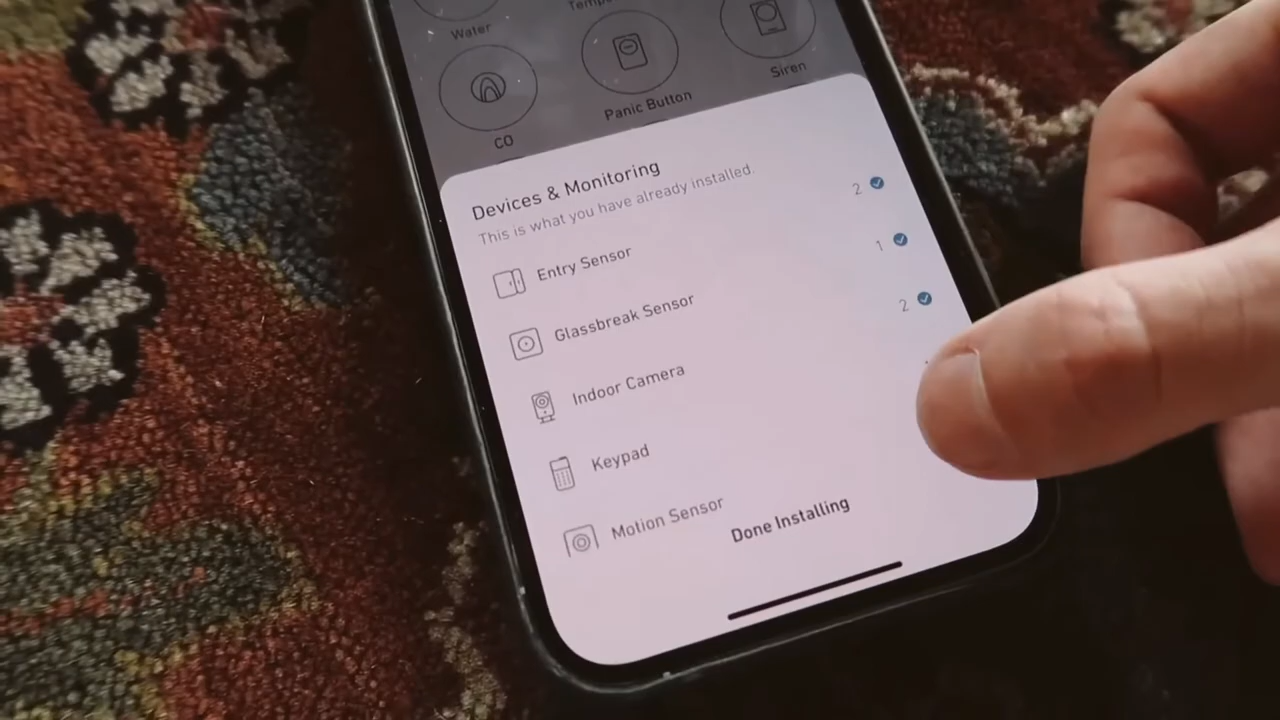 Water
Siren
Panic Button
CO
Devices & Monitoring
This is what you have already installed.
Entry Sensor 2
Glassbreak Sensor 1
Indoor Camera 2
Keypad
Motion Sensor
Done Installing